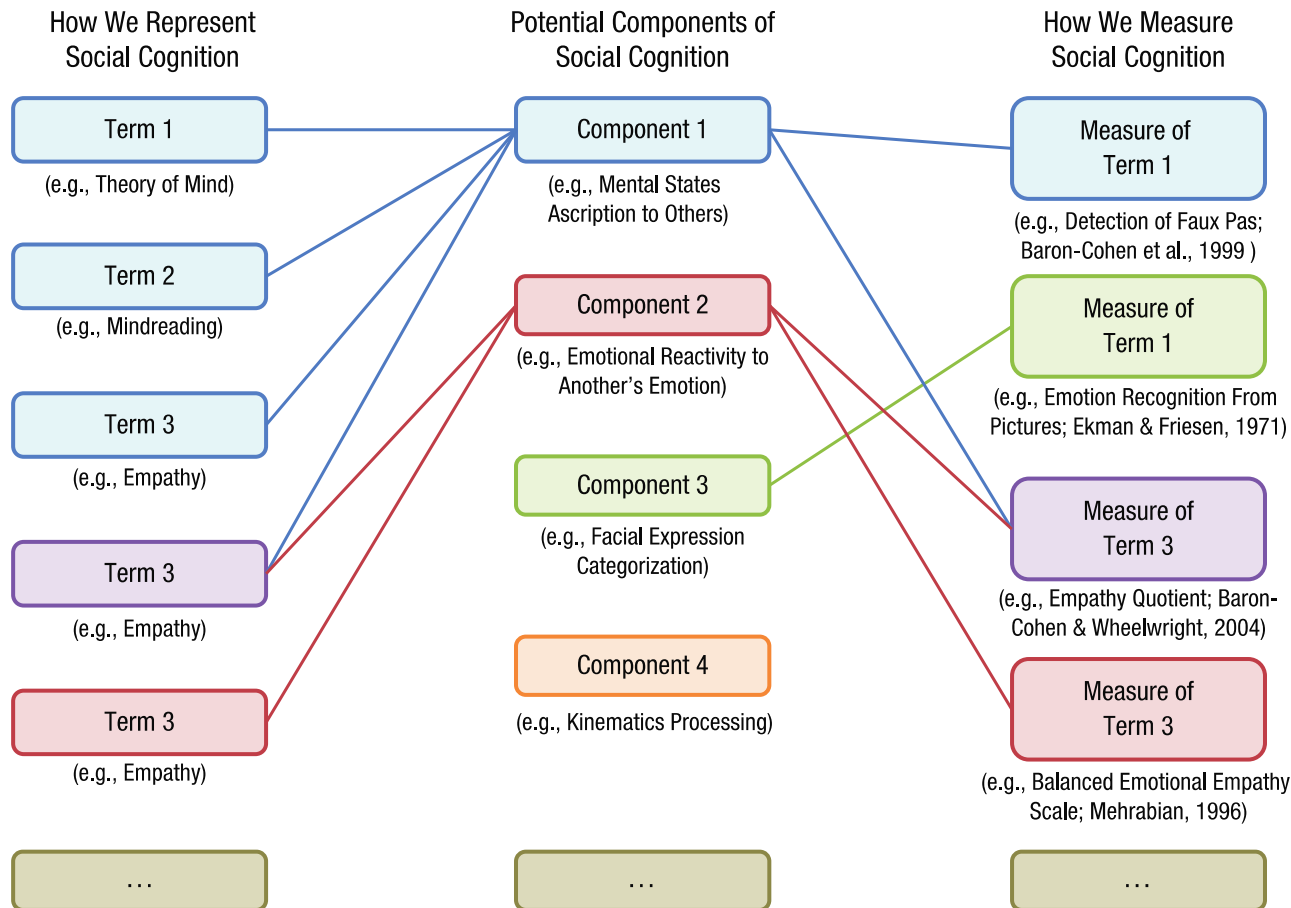 How We Represent
Social Cognition
Term 1
(e.g., Theory of Mind)
Term 2
(e.g., Mindreading)
Term 3
(e.g., Empathy)
Term 3
(e.g., Empathy)
Term 3
(e.g., Empathy)
...
Potential Components of
Social Cognition
Component 1
(e.g., Mental States
Ascription to Others)
Component 2
(e.g., Emotional Reactivity to
Another’s Emotion)
Component 3
(e.g., Facial Expression
Categorization)
Component 4
(e.g., Kinematics Processing)
...
How We Measure
Social Cognition
Measure of
Term 1
(e.g., Detection of Faux Pas;
Baron-Cohen et al., 1999 )
Measure of
Term 1
(e.g., Emotion Recognition From
Pictures; Ekman & Friesen, 1971)
Measure of
Term 3
(e.g., Empathy Quotient; Baron-
Cohen & Wheelwright, 2004)
Measure of
Term 3
(e.g., Balanced Emotional Empathy
Scale; Mehrabian, 1996)
...